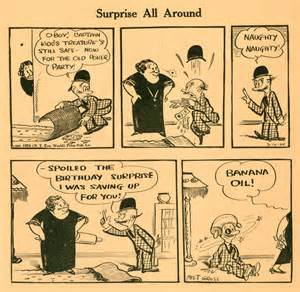 Surprise All Around
O BOY! CAPTAIN
KIDD'S TREASURE'S
STILL SAFE - NOW
FOR THE OLD POKER
PARTY!
NAUGHTY
NAUGHTY!
- SPOILED THE
BIRTHDAY SURPRISE
I WAS SAVING UP
FOR YOU!
BANANA
OIL!